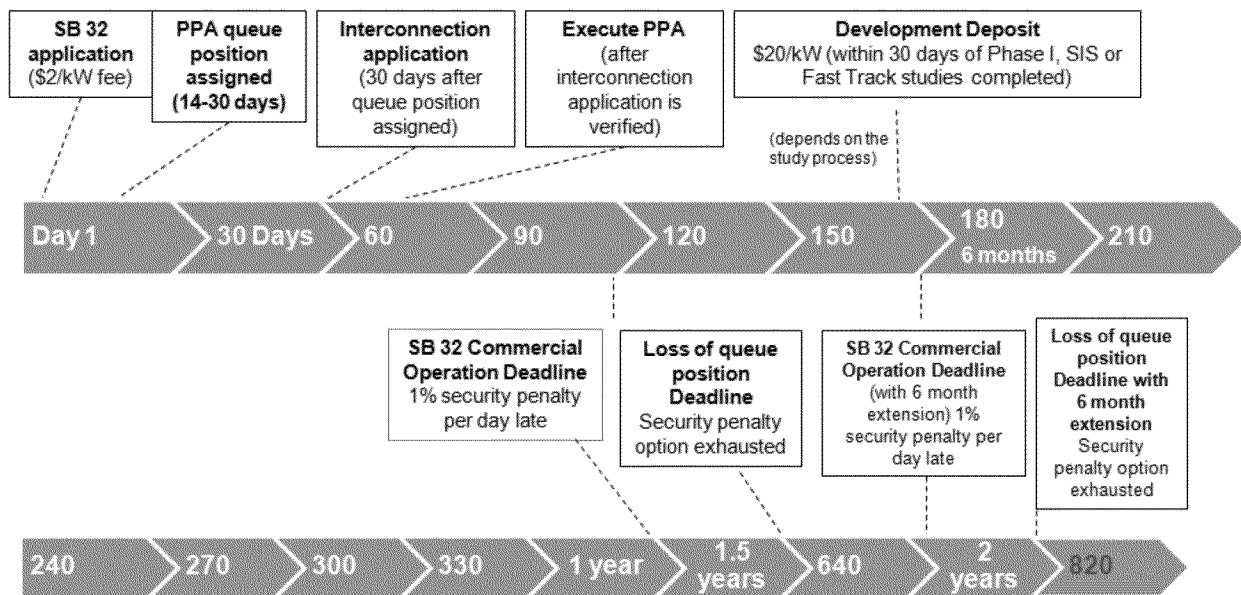 SB 32
application
($2/kW fee)
PPA queue
position
assigned
(14-30 days)
Interconnection
application
(30 days after
queue position
assigned)
Execute PPA
(after
interconnection
application is
verified)
Development Deposit
$20/kW (within 30 days of Phase I, SIS or
Fast Track studies completed)
(depends on the
study process)
Day 1
30 Days
60
90
120
150
180
6 months
210
SB 32 Commercial
Operation Deadline
1% security penalty
per day late
Loss of queue
position
Deadline
Security penalty
option exhausted
SB 32 Commercial
Operation Deadline
(with 6 month
extension) 1%
security penalty per
day late
Loss of queue
position
Deadline with
6 month
extension
Security
penalty option
exhausted
240
270
300
330
1 year
1.5
years
640
2
years
820